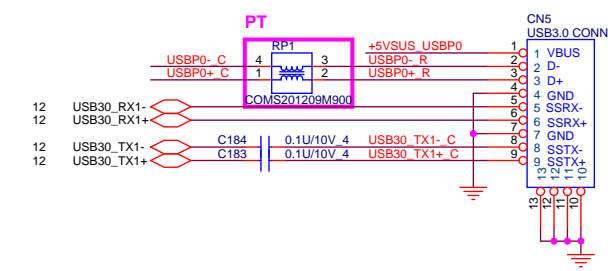 PT
CN5
USB3.0 CONN
RP1
+5VSUS_USBP0
1
1 VBUS
USBP0-_C
4
3
USBP0-_R
2
2 D-
USBP0+_C
1
2
USBP0+_R
3
3 D+
4
4 GND
COMS201209M900
12
USB30_RX1-
5
5 SSRX-
12
USB30_RX1+
6
6 SSRX+
7
7 GND
12
USB30_TX1-
C184
0.1U/10V_4
USB30_TX1-_C
8
8 SSTX-
12
USB30_TX1+
C183
0.1U/10V_4
USB30_TX1+_C
9
9 SSTX+
13
12
11
10
13
12
11
10